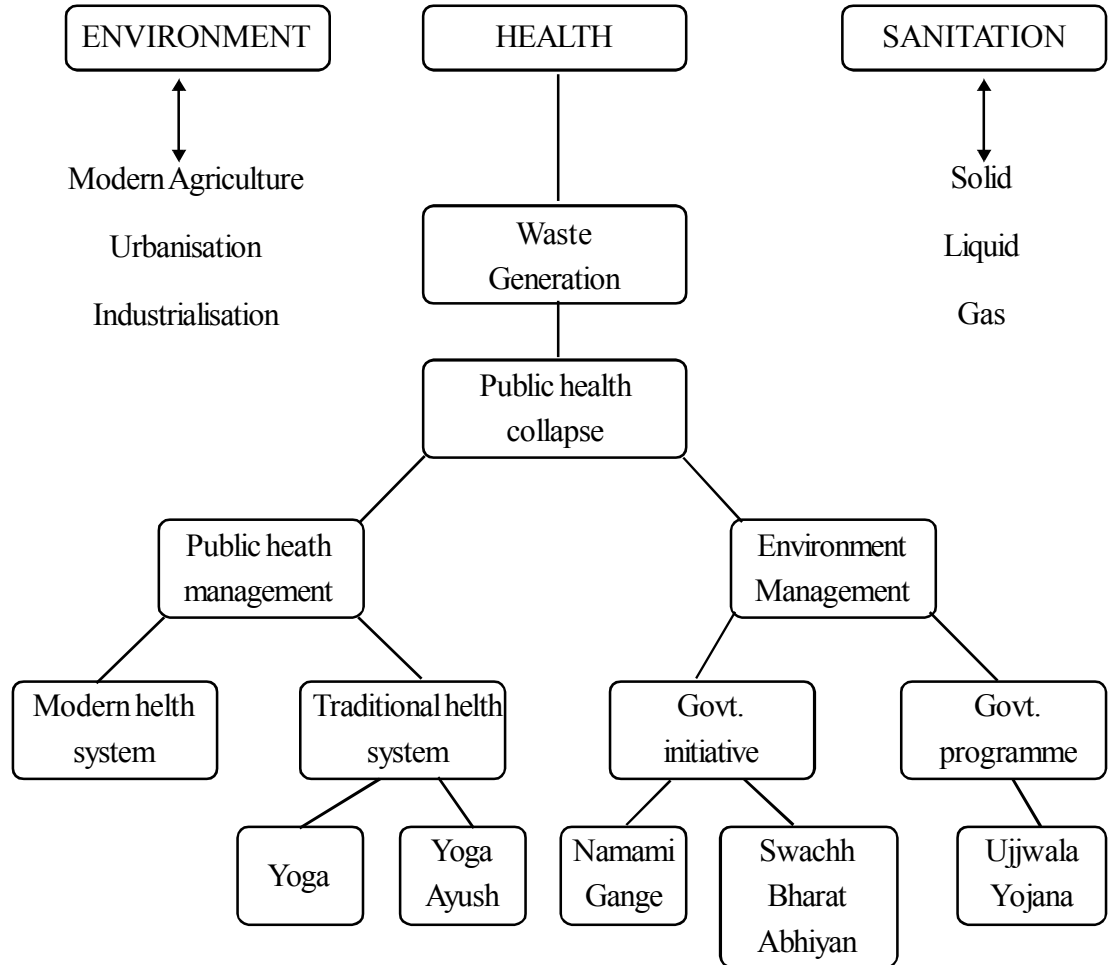 ENVIRONMENT
HEALTH
SANITATION
Modern Agriculture
Urbanisation
Industrialisation
Solid
Liquid
Gas
Waste
Generation
Public health
collapse
Public heath
management
Environment
Management
Modern helth
system
Traditional helth
system
Govt.
initiative
Govt.
programme
Yoga
Yoga
Ayush
Namami
Gange
Swachh
Bharat
Abhiyan
Ujjwala
Yojana